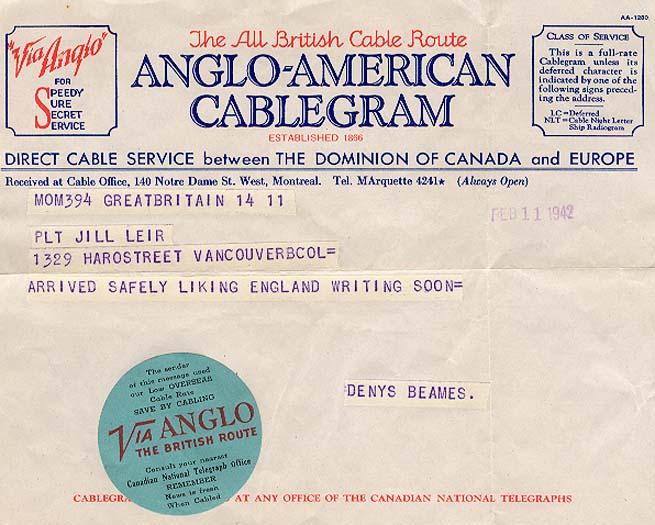 AA-1280
"Via Anglo"
FOR
SPEEDY
SURE
SECRET
SERVICE
The All British Cable Route
ANGLO-AMERICAN
CABLEGRAM
ESTABLISHED 1866
CLASS OF SERVICE
This is a full-rate
Cablegram unless its
deferred character is
indicated by one of the
following signs preced-
ing the address.
LC=Deferred
NLT=Cable Night Letter
Ship Radiogram
DIRECT CABLE SERVICE between THE DOMINION OF CANADA and EUROPE
Received at Cable Office, 140 Notre Dame St. West, Montreal. Tel. MArquette 4241★ (Always Open)
MOM394 GREATBRITAIN 14 11
FEB 11 1942
PLT JILL LEIR
1329 HAROSTREET VANCOUVERBCOL=
ARRIVED SAFELY LIKING ENGLAND WRITING SOON=
=DENYS BEAMES.
The sender
of this message used
our Low OVERSEAS
Cable Rate
SAVE BY CABLING
VIA ANGLO
THE BRITISH ROUTE
Consult your nearest
Canadian National Telegraph Office
REMEMBER
News is fresh
When Cabled
AT ANY OFFICE OF THE CANADIAN NATIONAL TELEGRAPHS